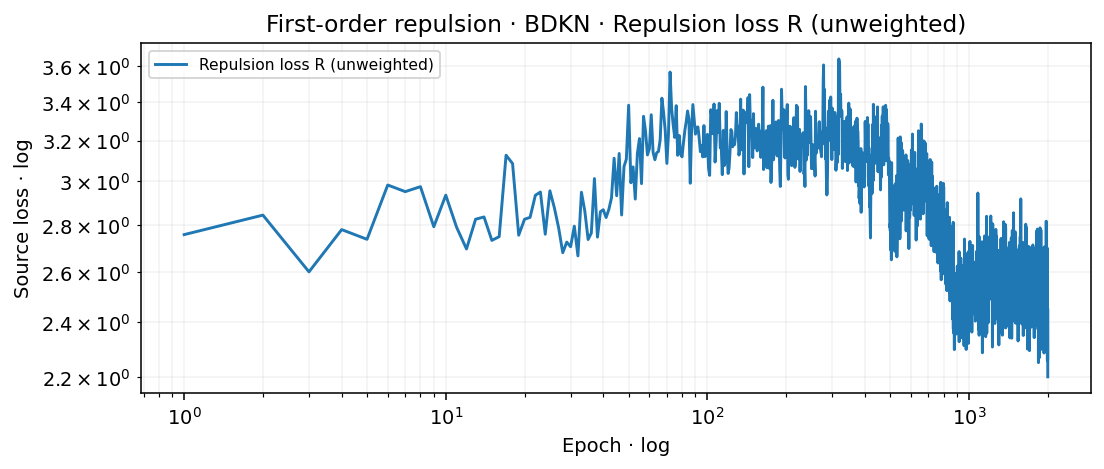 First-order repulsion · BDKN · Repulsion loss R (unweighted)
Repulsion loss R (unweighted)
Source loss · log
3.6 × 10⁰
3.4 × 10⁰
3.2 × 10⁰
3 × 10⁰
2.8 × 10⁰
2.6 × 10⁰
2.4 × 10⁰
2.2 × 10⁰
10⁰ 10¹ 10² 10³
Epoch · log